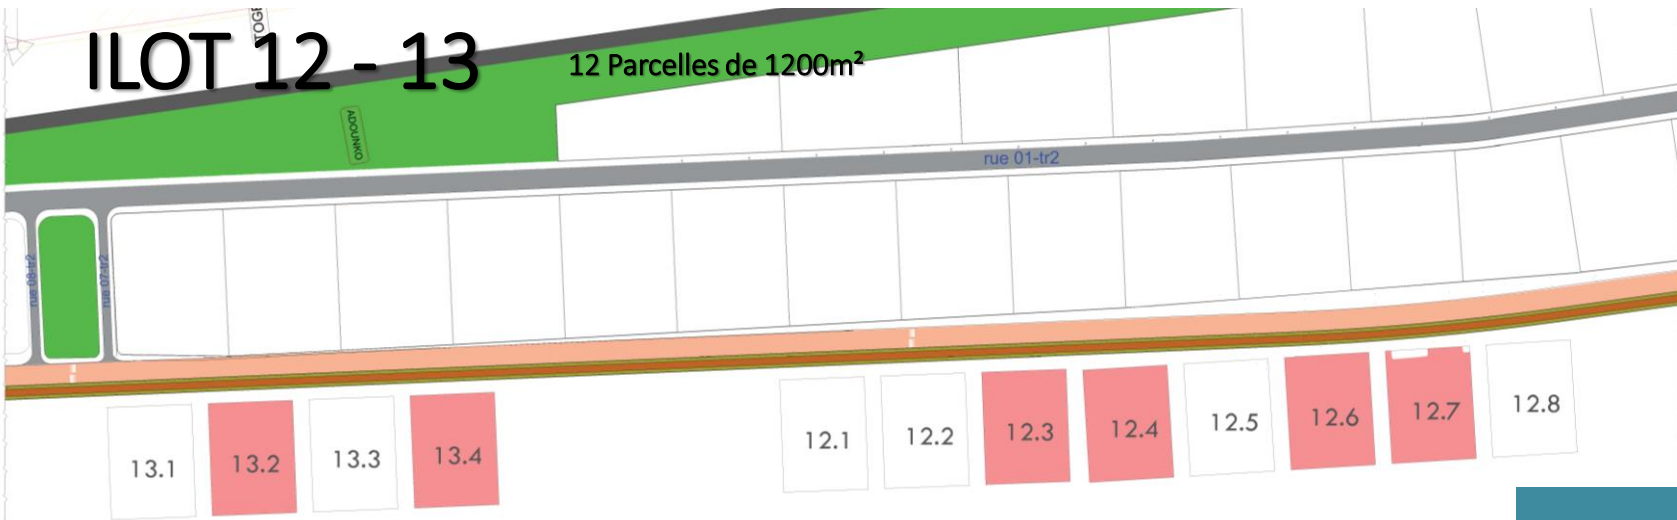 ILOT 12 - 13
12 Parcelles de 1200m²
TOGE
ADOUNKO
rue 01-tr2
rue 08-tr2
rue 07-tr2
13.1
13.2
13.3
13.4
12.1
12.2
12.3
12.4
12.5
12.6
12.7
12.8